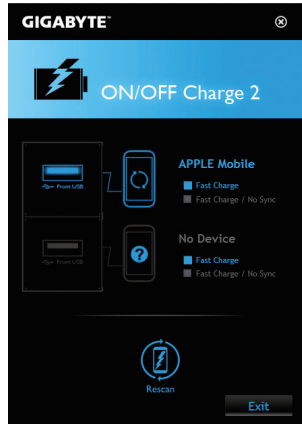 GIGABYTE™
ON/OFF Charge 2
APPLE Mobile
Fast Charge
Fast Charge / No Sync
Front USB
No Device
Fast Charge
Fast Charge / No Sync
Front USB
?
Rescan
Exit